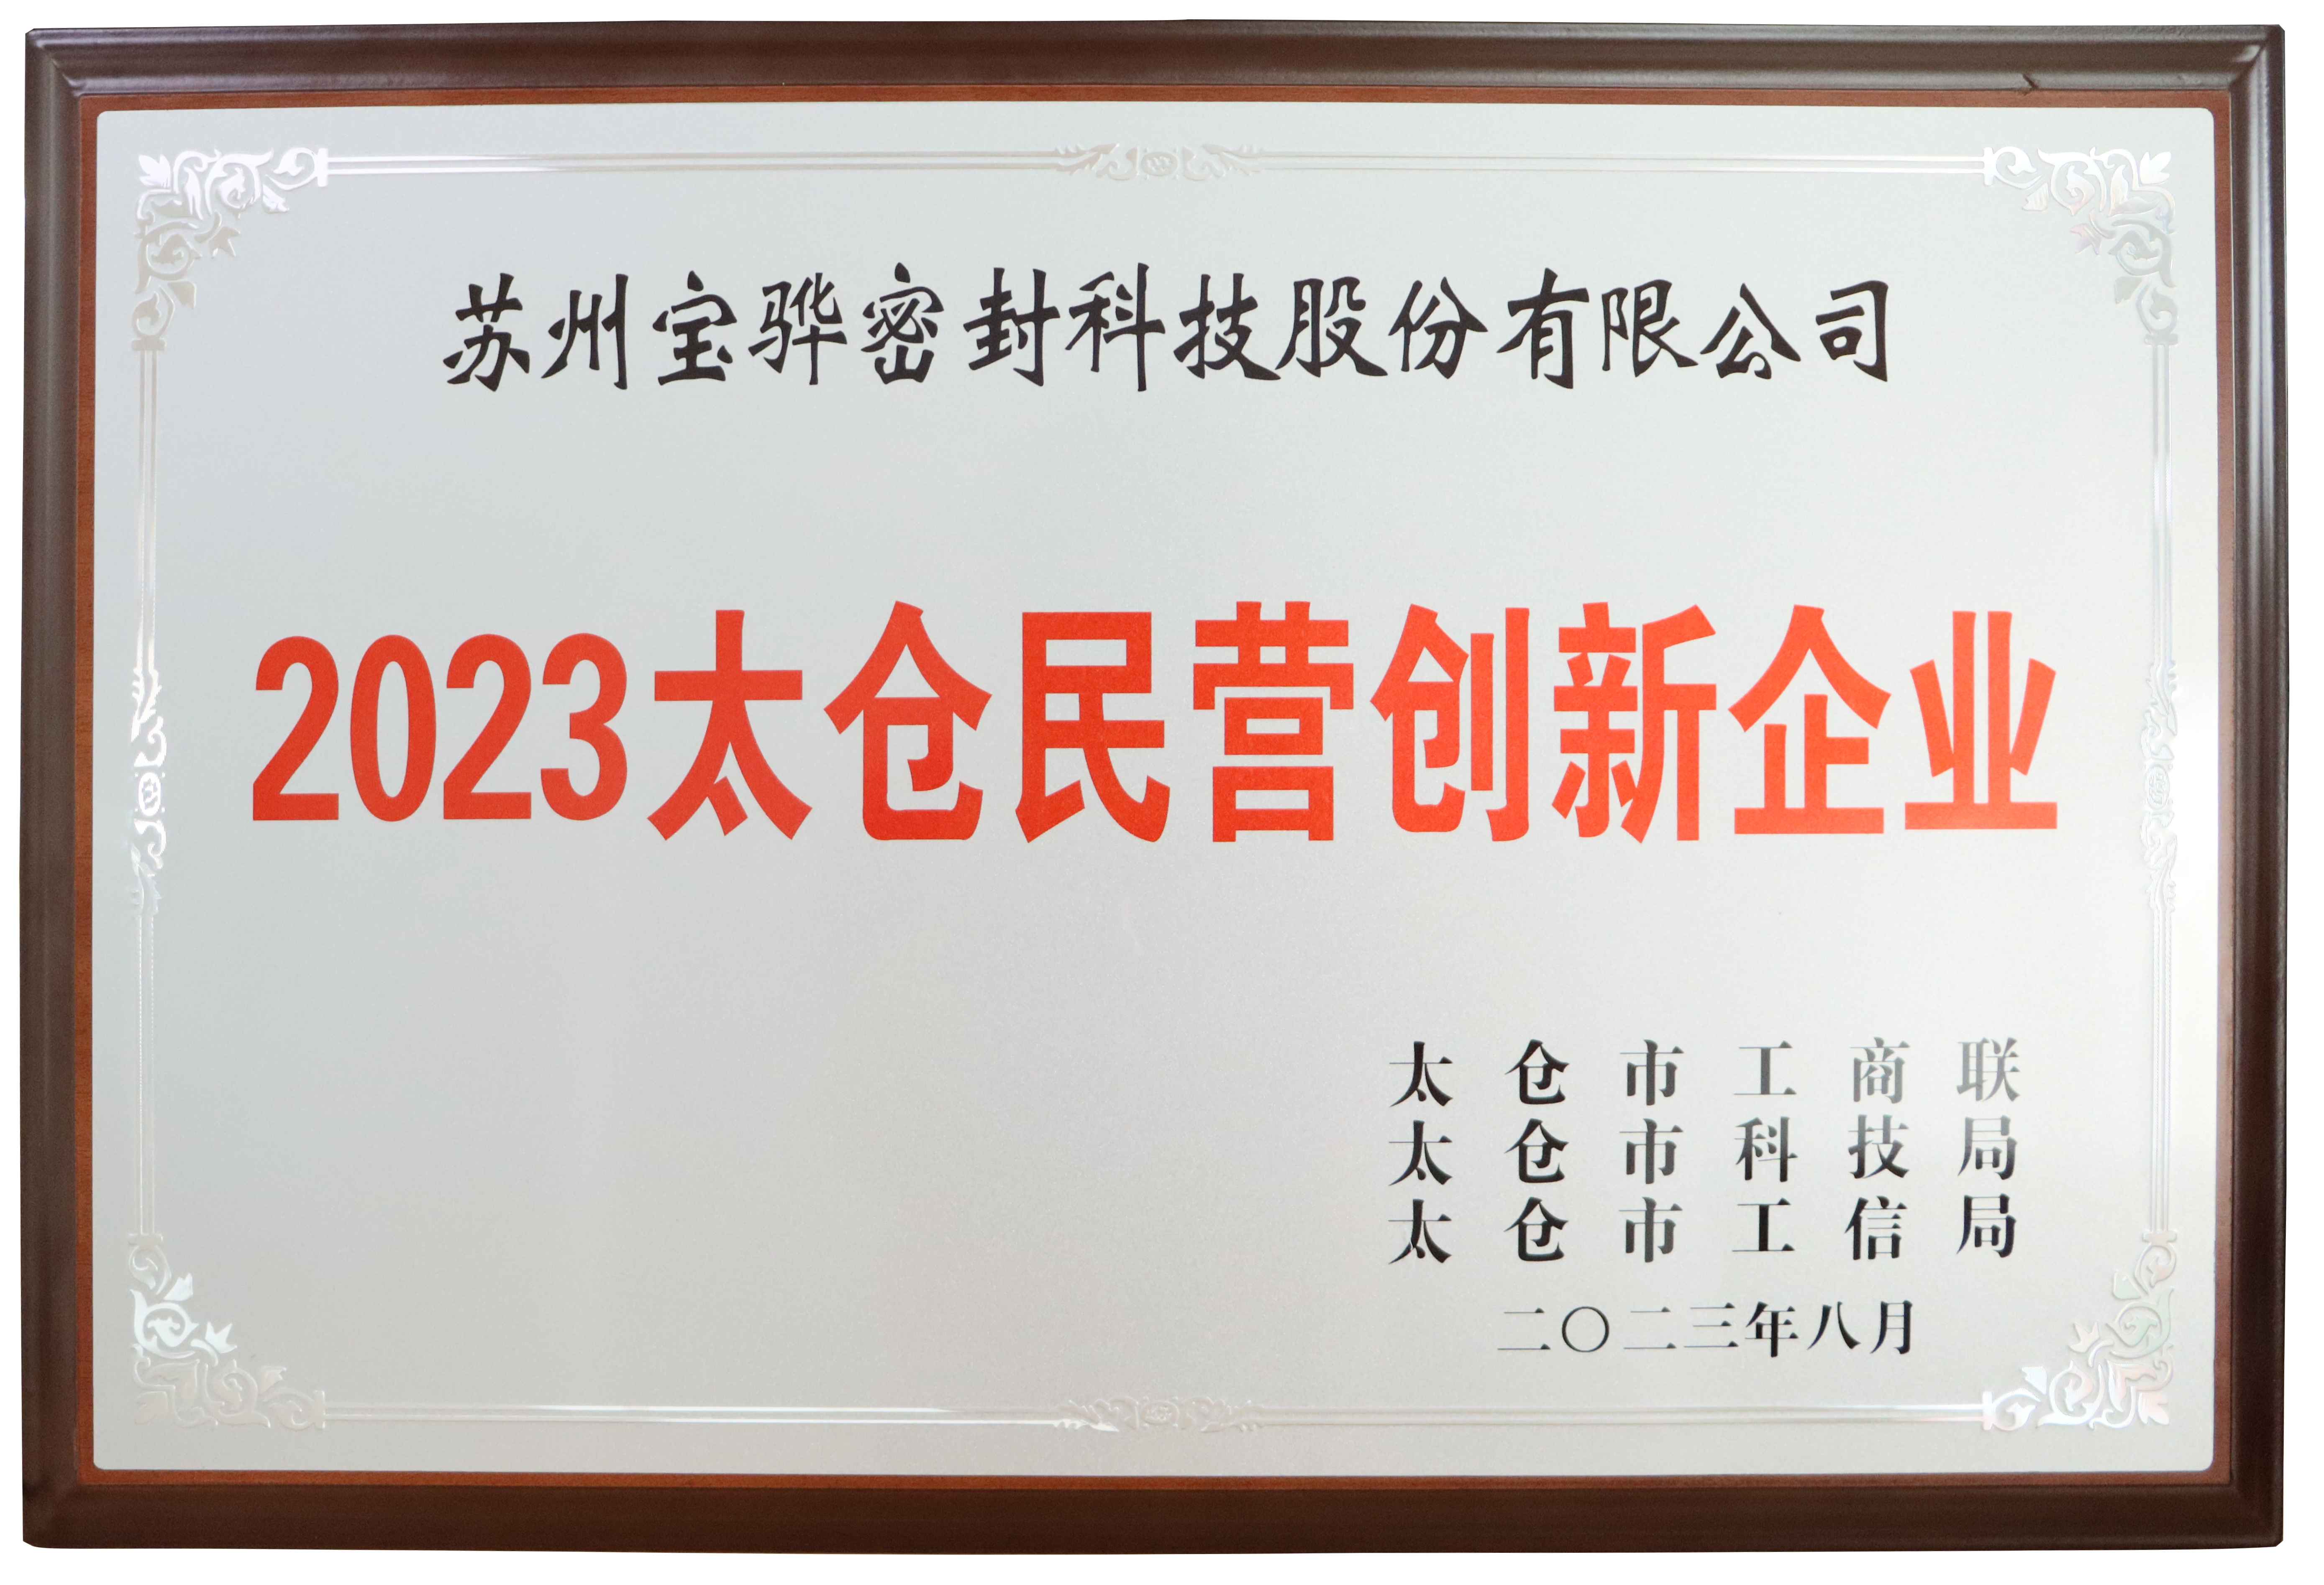 苏州宝骅密封科技股份有限公司
2023太仓民营创新企业
太仓市工商联
太仓市科技局
太仓市工信局
二〇二三年八月